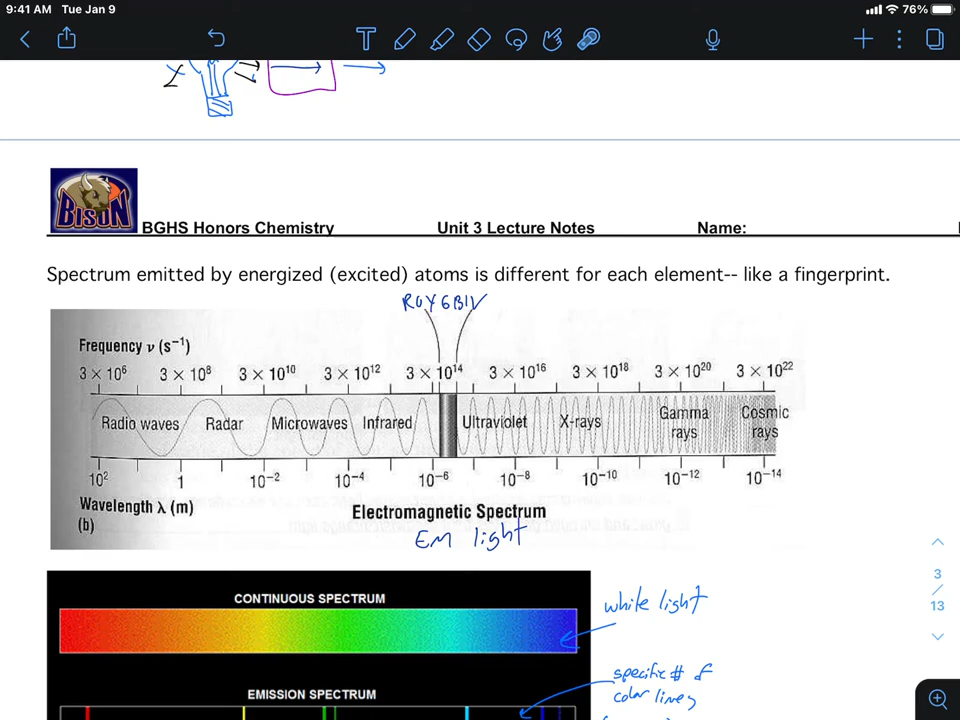 9:41 AM Tue Jan 9
76%
BISON
BGHS Honors Chemistry Unit 3 Lecture Notes Name:
Spectrum emitted by energized (excited) atoms is different for each element-- like a fingerprint.
ROYGBIV
Frequency ν (s⁻¹)
3 × 10⁶ 3 × 10⁸ 3 × 10¹⁰ 3 × 10¹² 3 × 10¹⁴ 3 × 10¹⁶ 3 × 10¹⁸ 3 × 10²⁰ 3 × 10²²
Radio waves Radar Microwaves Infrared Ultraviolet X-rays Gamma rays Cosmic rays
10² 1 10⁻² 10⁻⁴ 10⁻⁶ 10⁻⁸ 10⁻¹⁰ 10⁻¹² 10⁻¹⁴
Wavelength λ (m)
(b)
Electromagnetic Spectrum
EM light
CONTINUOUS SPECTRUM
white light
EMISSION SPECTRUM
specific # of
color lines
3
/
13